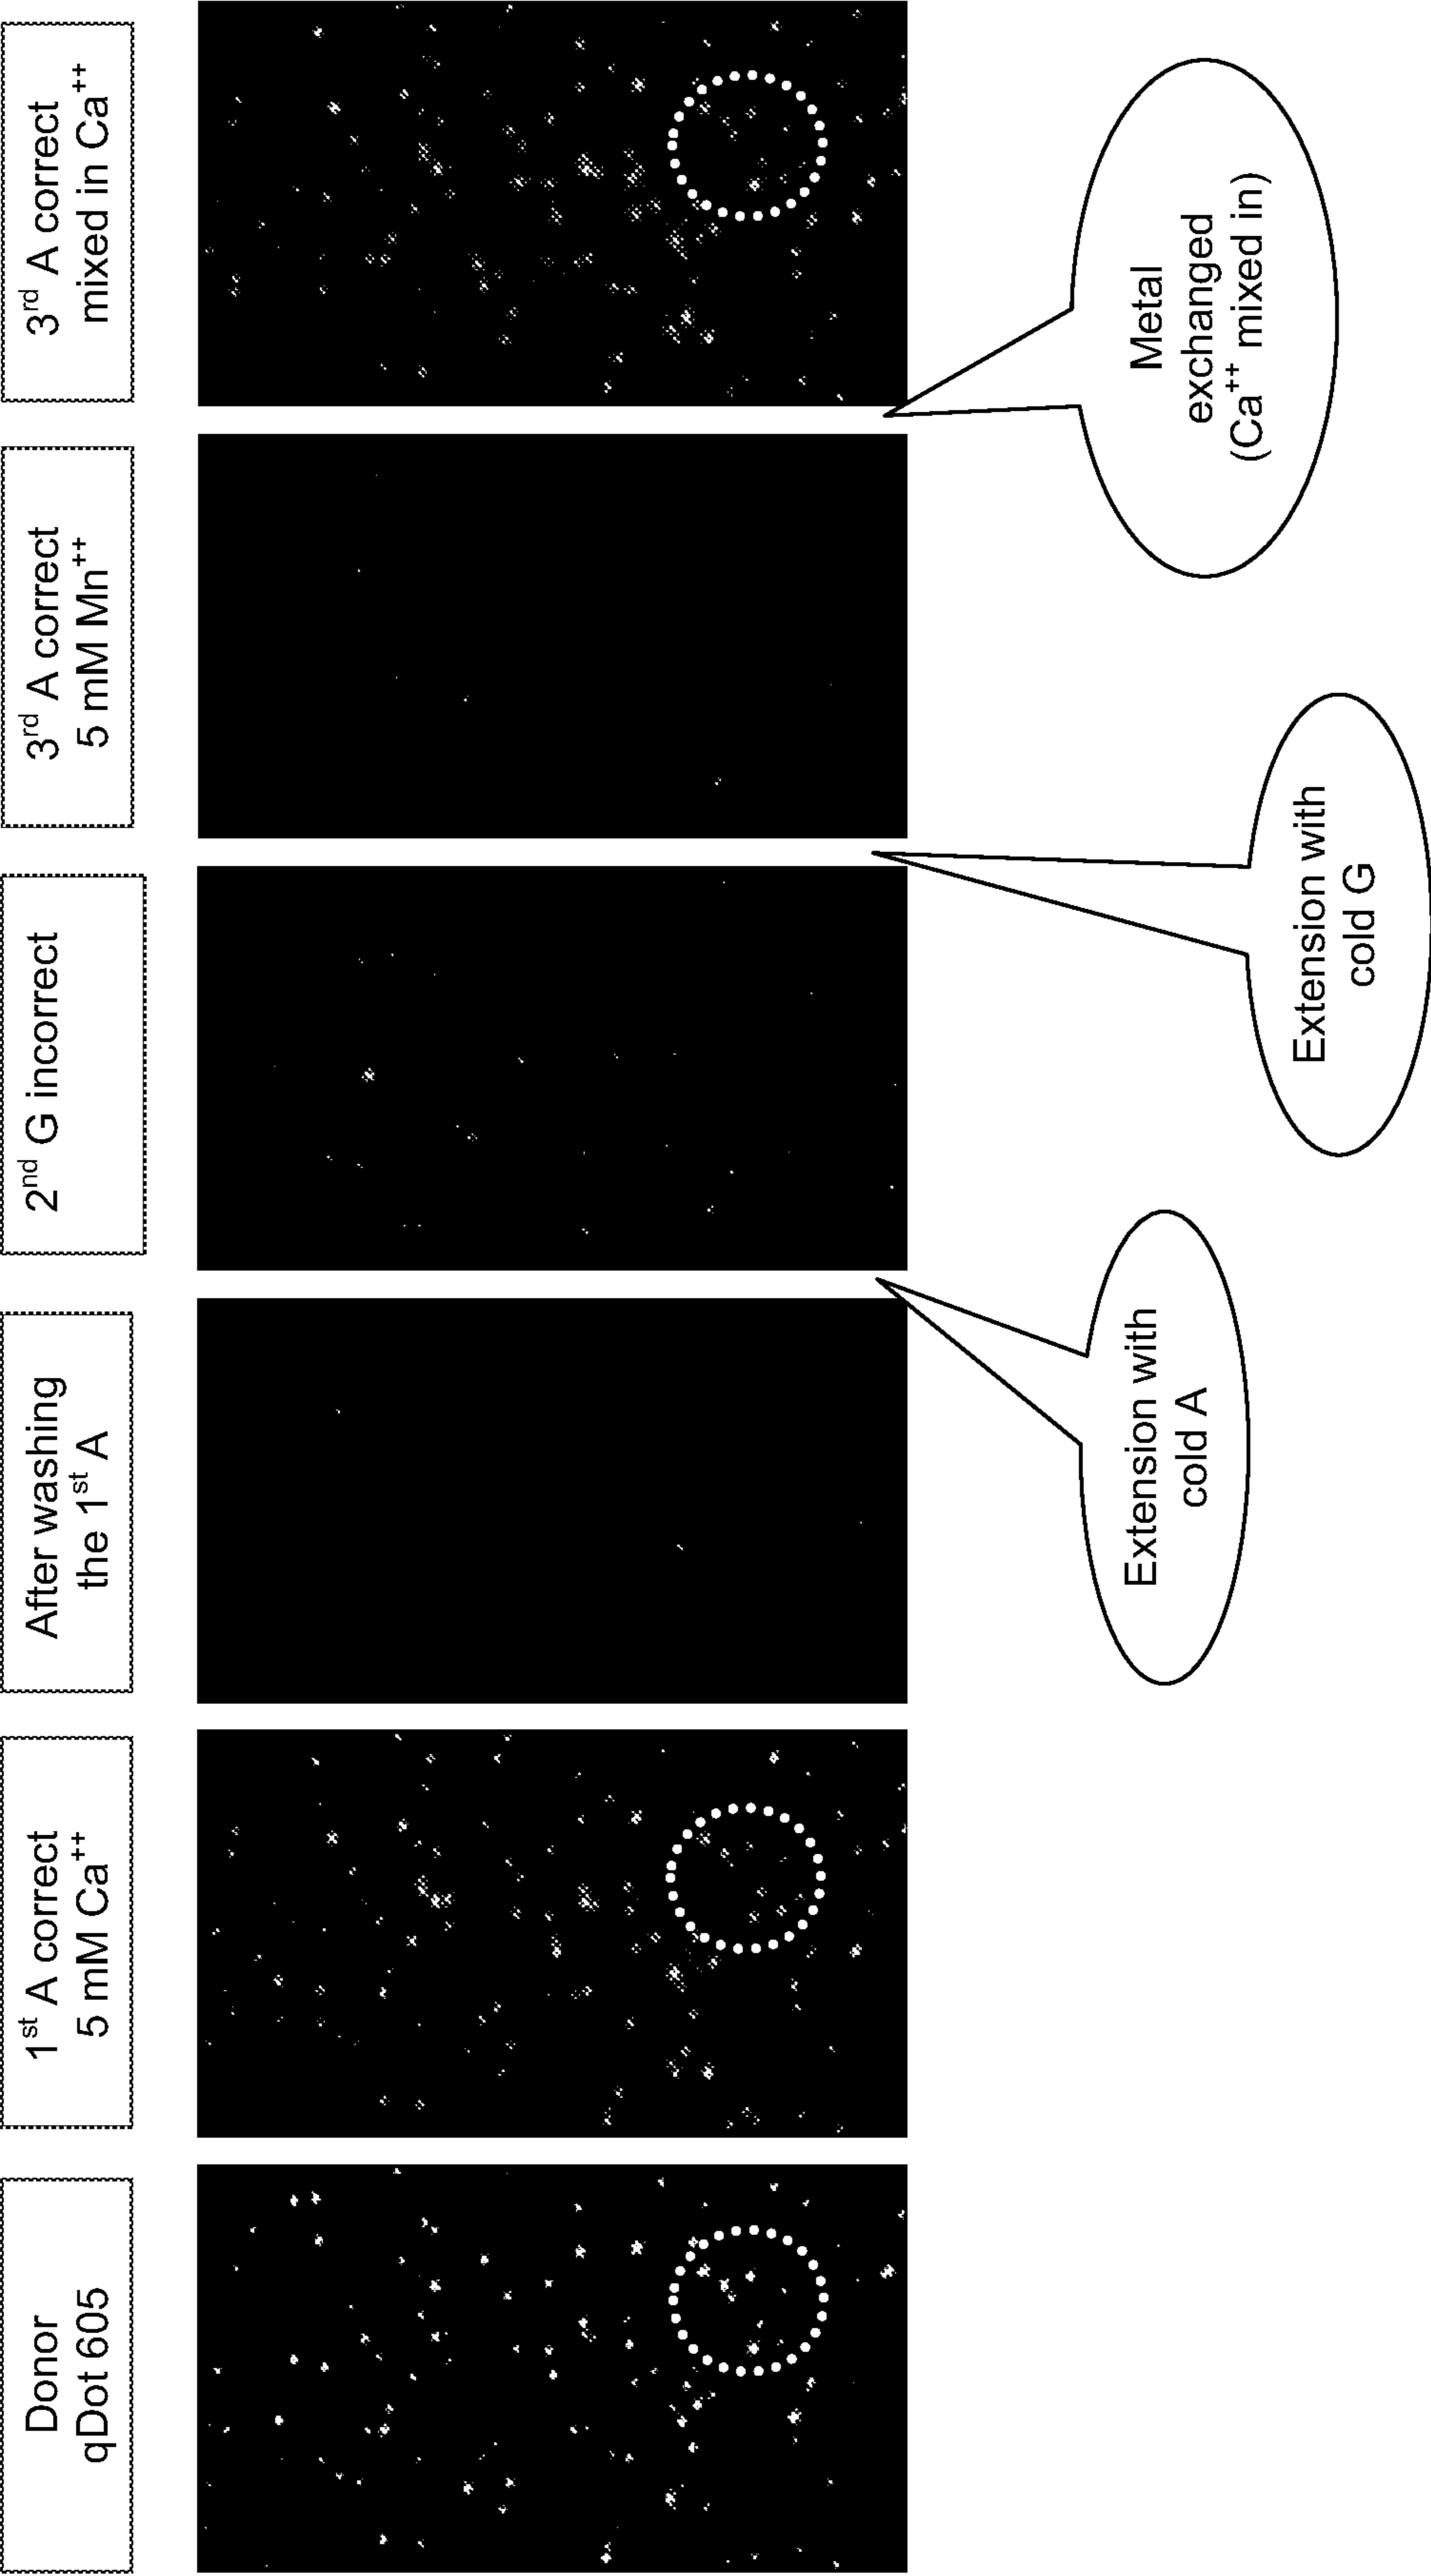 Donor
qDot 605
1st A correct
5 mM Ca++
After washing
the 1st A
2nd G incorrect
3rd A correct
5 mM Mn++
3rd A correct
mixed in Ca++
Extension with
cold A
Extension with
cold G
Metal
exchanged
(Ca++ mixed in)